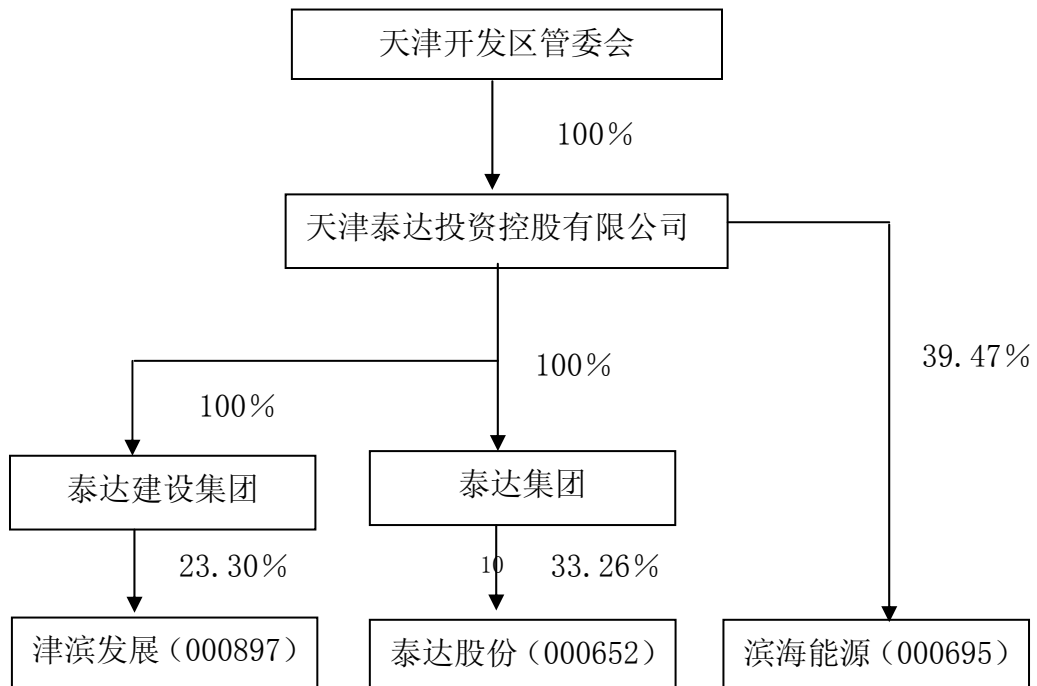 天津开发区管委会
100％
天津泰达投资控股有限公司
39.47％
100％
100％
泰达建设集团
泰达集团
23.30％
10
33.26％
津滨发展（000897）
泰达股份（000652）
滨海能源（000695）